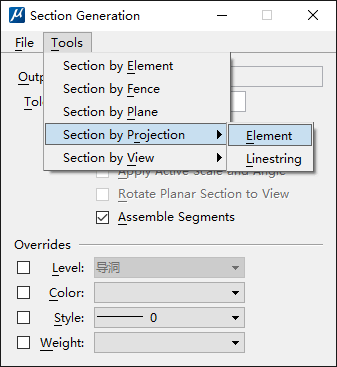 Section Generation
File Tools
Outp
Section by Element
Section by Fence
Tole
Section by Plane
Section by Projection
Element
Section by View
Linestring
Apply Active Scale and Angle
Rotate Planar Section to View
Assemble Segments
Overrides
Level: 导洞
Color:
Style: 0
Weight: